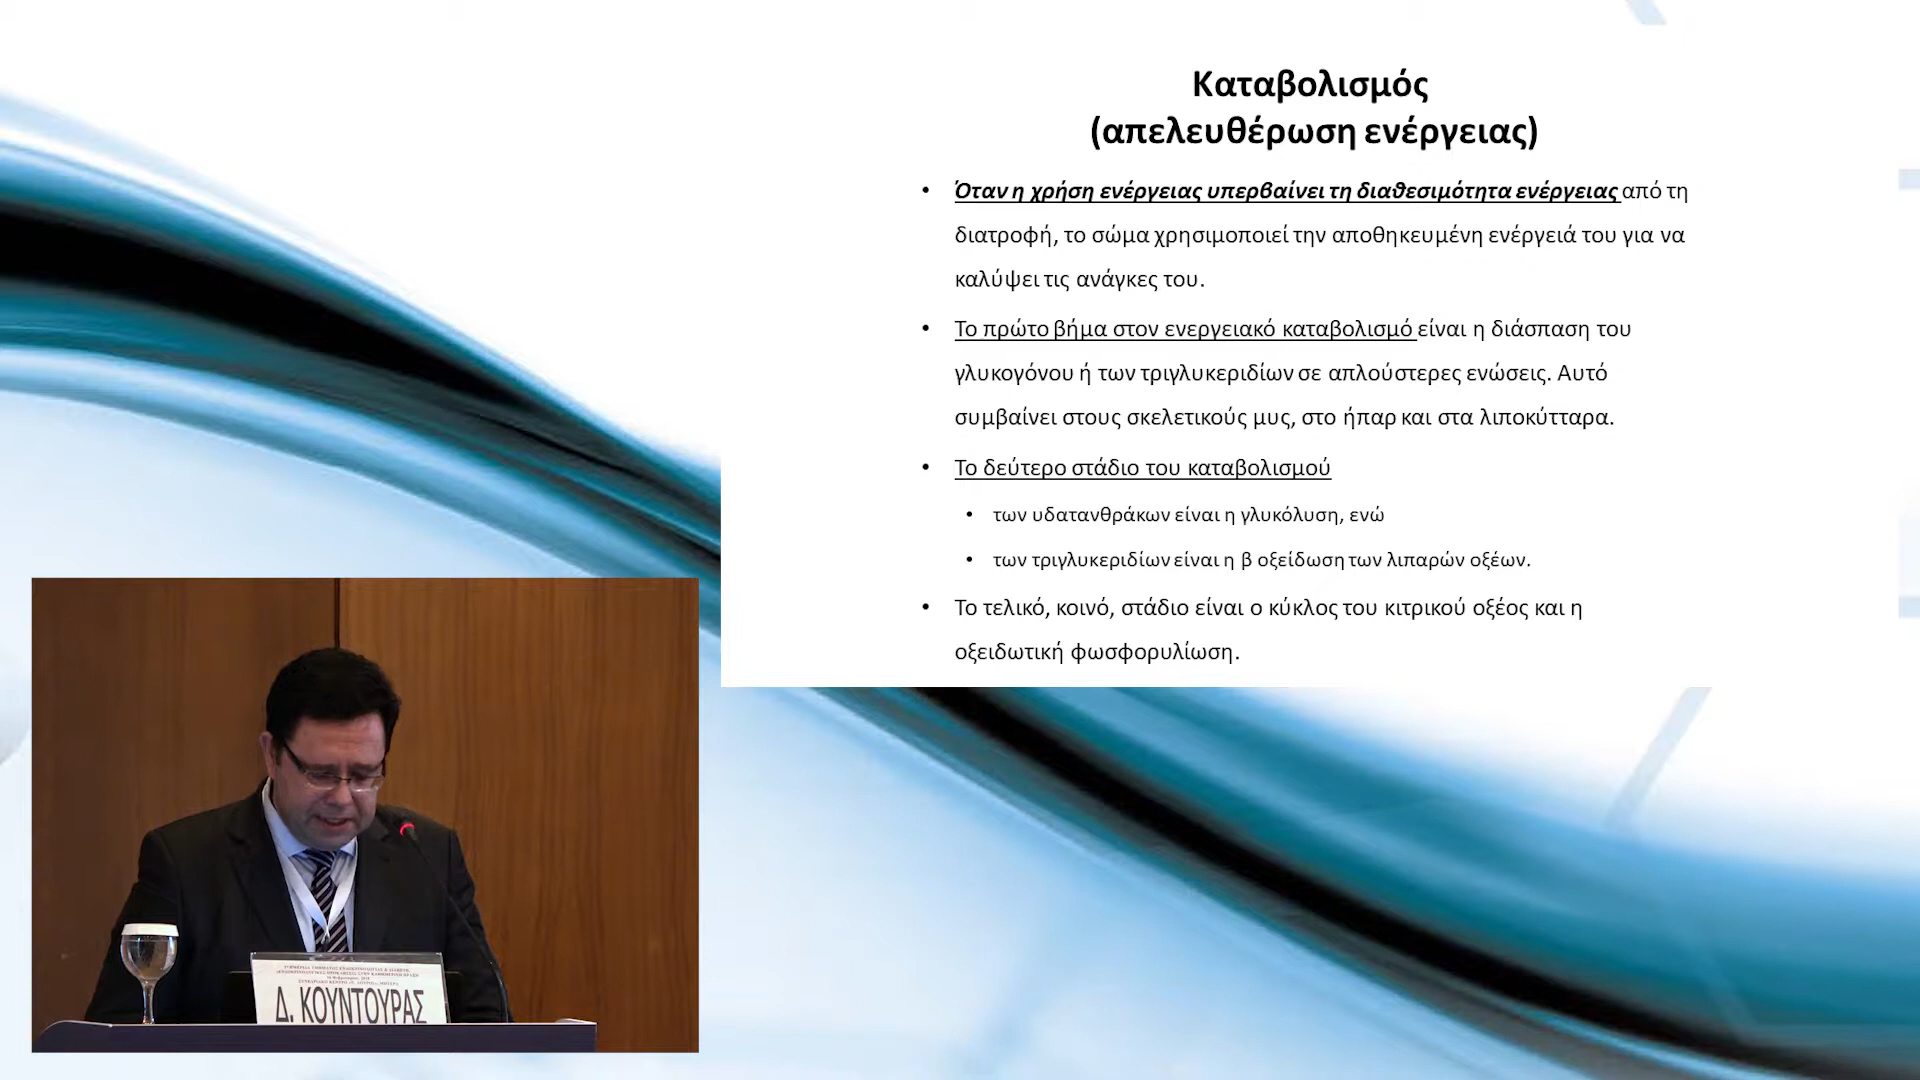 Καταβολισμός
(απελευθέρωση ενέργειας)
• Όταν η χρήση ενέργειας υπερβαίνει τη διαθεσιμότητα ενέργειας από τη
διατροφή, το σώμα χρησιμοποιεί την αποθηκευμένη ενέργειά του για να
καλύψει τις ανάγκες του.
• Το πρώτο βήμα στον ενεργειακό καταβολισμό είναι η διάσπαση του
γλυκογόνου ή των τριγλυκεριδίων σε απλούστερες ενώσεις. Αυτό
συμβαίνει στους σκελετικούς μυς, στο ήπαρ και στα λιποκύτταρα.
• Το δεύτερο στάδιο του καταβολισμού
• των υδατανθράκων είναι η γλυκόλυση, ενώ
• των τριγλυκεριδίων είναι η β οξείδωση των λιπαρών οξέων.
• Το τελικό, κοινό, στάδιο είναι ο κύκλος του κιτρικού οξέος και η
οξειδωτική φωσφορυλίωση.
Δ. ΚΟΥΝΤΟΥΡΑΣ